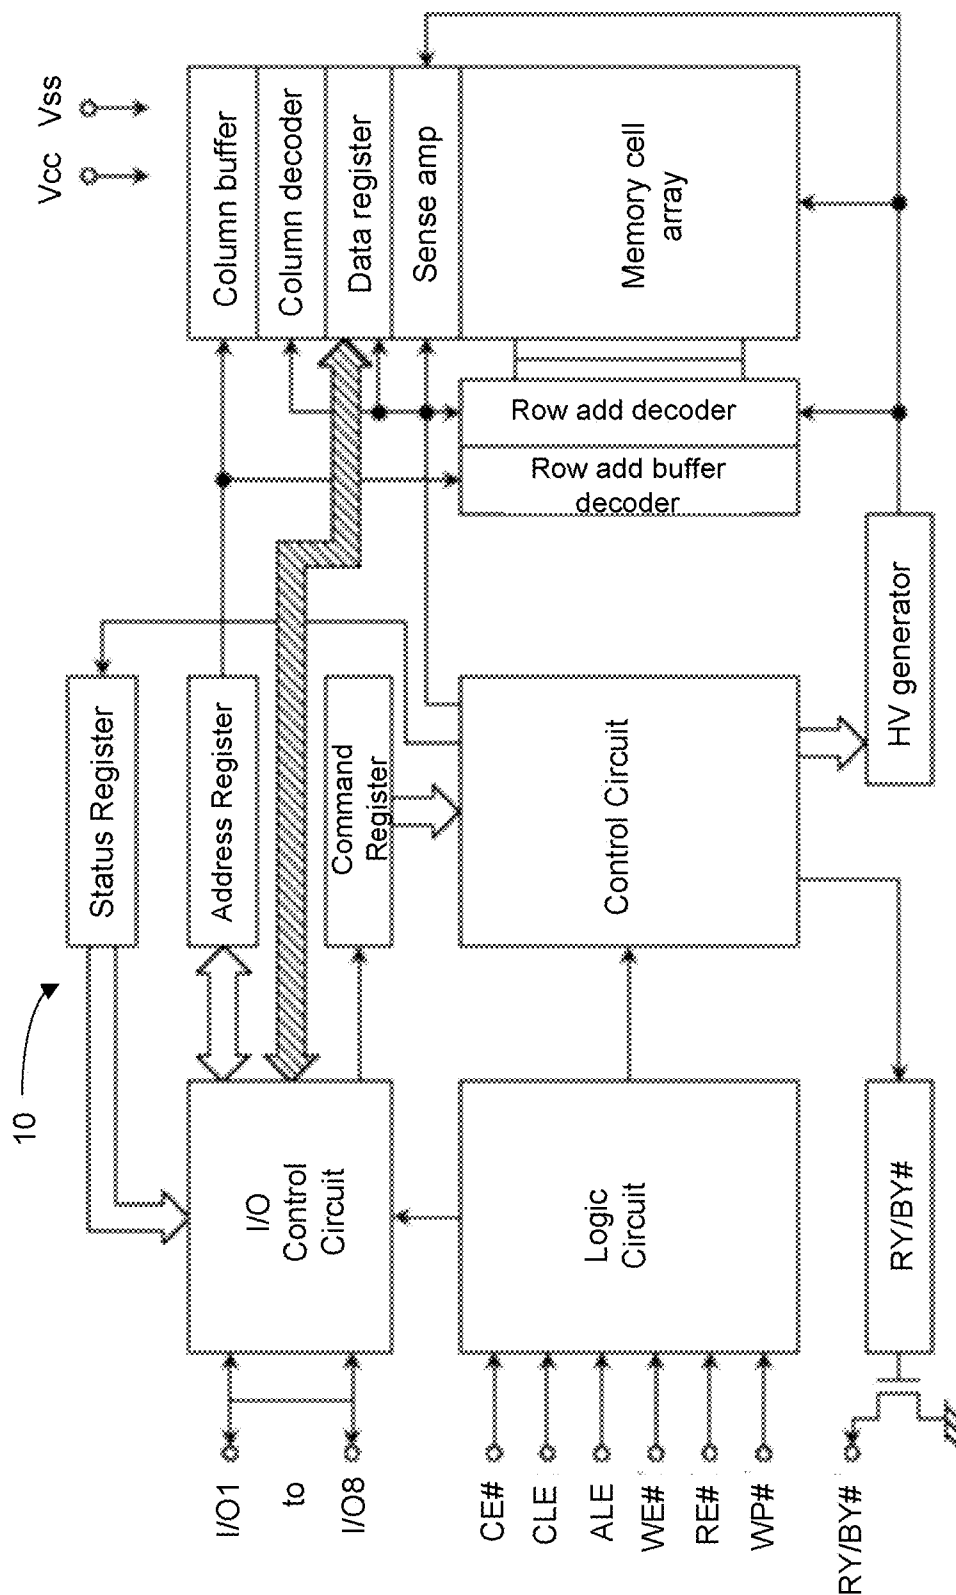 10
Vcc
Vss
Status Register
Address Register
Command
Register
I/O
Control
Circuit
Logic
Circuit
Control Circuit
Column buffer
Column decoder
Data register
Sense amp
Memory cell
array
Row add decoder
Row add buffer
decoder
HV generator
RY/BY#
I/O1
to
I/O8
CE#
CLE
ALE
WE#
RE#
WP#
RY/BY#